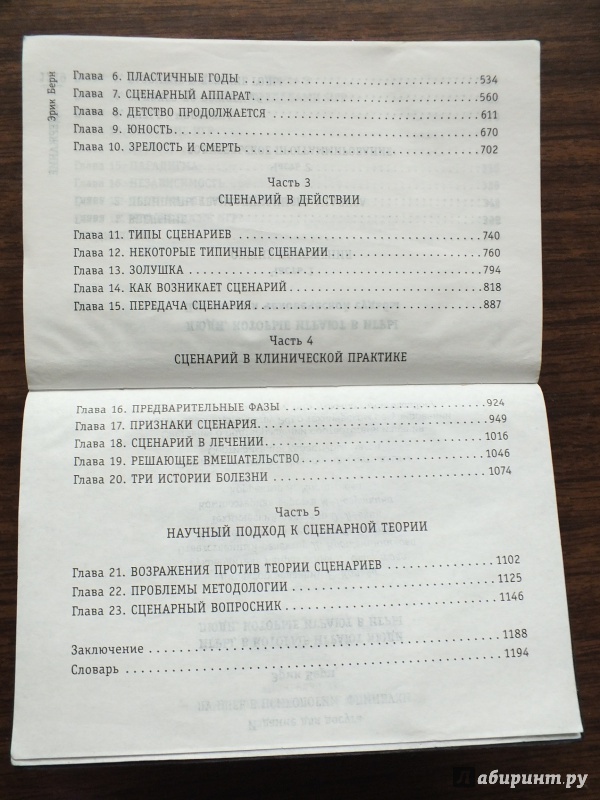 Эрик Берн
Глава 6. ПЛАСТИЧНЫЕ ГОДЫ ..... 534
Глава 7. СЦЕНАРНЫЙ АППАРАТ ..... 560
Глава 8. ДЕТСТВО ПРОДОЛЖАЕТСЯ ..... 611
Глава 9. ЮНОСТЬ ..... 670
Глава 10. ЗРЕЛОСТЬ И СМЕРТЬ ..... 702
Часть 3
СЦЕНАРИЙ В ДЕЙСТВИИ
Глава 11. ТИПЫ СЦЕНАРИЕВ ..... 740
Глава 12. НЕКОТОРЫЕ ТИПИЧНЫЕ СЦЕНАРИИ ..... 760
Глава 13. ЗОЛУШКА ..... 794
Глава 14. КАК ВОЗНИКАЕТ СЦЕНАРИЙ ..... 818
Глава 15. ПЕРЕДАЧА СЦЕНАРИЯ ..... 887
Часть 4
СЦЕНАРИЙ В КЛИНИЧЕСКОЙ ПРАКТИКЕ
Глава 16. ПРЕДВАРИТЕЛЬНЫЕ ФАЗЫ ..... 924
Глава 17. ПРИЗНАКИ СЦЕНАРИЯ ..... 949
Глава 18. СЦЕНАРИЙ В ЛЕЧЕНИИ ..... 1016
Глава 19. РЕШАЮЩЕЕ ВМЕШАТЕЛЬСТВО ..... 1046
Глава 20. ТРИ ИСТОРИИ БОЛЕЗНИ ..... 1074
Часть 5
НАУЧНЫЙ ПОДХОД К СЦЕНАРНОЙ ТЕОРИИ
Глава 21. ВОЗРАЖЕНИЯ ПРОТИВ ТЕОРИИ СЦЕНАРИЕВ ..... 1102
Глава 22. ПРОБЛЕМЫ МЕТОДОЛОГИИ ..... 1125
Глава 23. СЦЕНАРНЫЙ ВОПРОСНИК ..... 1146
Заключение ..... 1188
Словарь ..... 1194
абиринт.ру